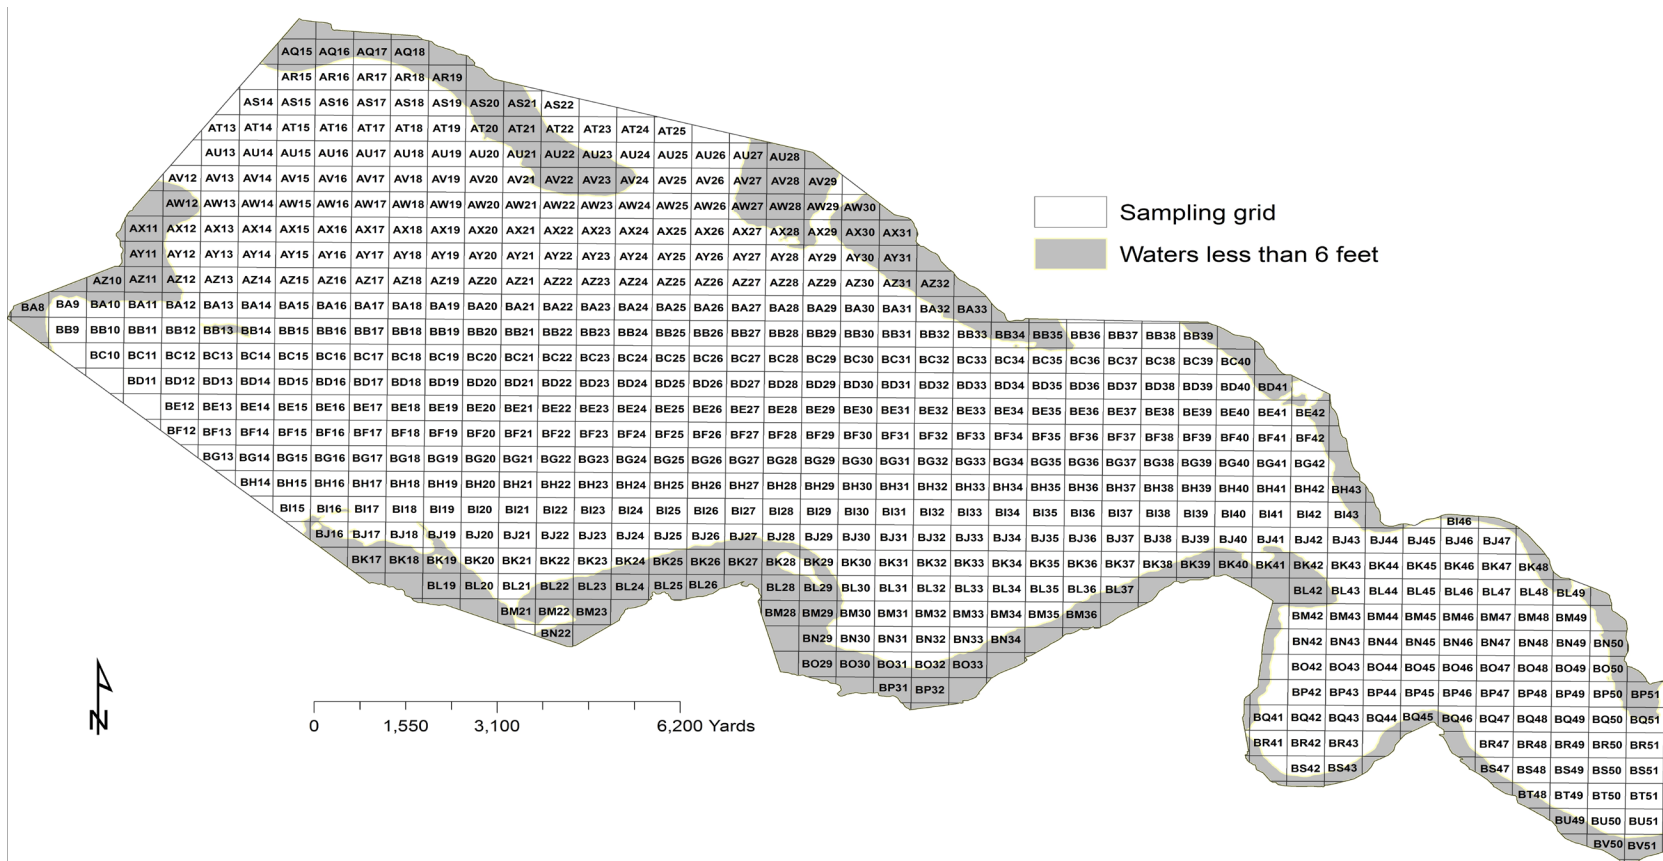 AQ15 AQ16 AQ17 AQ18
AR15 AR16 AR17 AR18 AR19
AS14 AS15 AS16 AS17 AS18 AS19 AS20 AS21 AS22
AT13 AT14 AT15 AT16 AT17 AT18 AT19 AT20 AT21 AT22 AT23 AT24 AT25
AU13 AU14 AU15 AU16 AU17 AU18 AU19 AU20 AU21 AU22 AU23 AU24 AU25 AU26 AU27 AU28
AV12 AV13 AV14 AV15 AV16 AV17 AV18 AV19 AV20 AV21 AV22 AV23 AV24 AV25 AV26 AV27 AV28 AV29
AW12 AW13 AW14 AW15 AW16 AW17 AW18 AW19 AW20 AW21 AW22 AW23 AW24 AW25 AW26 AW27 AW28 AW29 AW30
AX11 AX12 AX13 AX14 AX15 AX16 AX17 AX18 AX19 AX20 AX21 AX22 AX23 AX24 AX25 AX26 AX27 AX28 AX29 AX30 AX31
AY11 AY12 AY13 AY14 AY15 AY16 AY17 AY18 AY19 AY20 AY21 AY22 AY23 AY24 AY25 AY26 AY27 AY28 AY29 AY30 AY31
AZ10 AZ11 AZ12 AZ13 AZ14 AZ15 AZ16 AZ17 AZ18 AZ19 AZ20 AZ21 AZ22 AZ23 AZ24 AZ25 AZ26 AZ27 AZ28 AZ29 AZ30 AZ31 AZ32
BA8 BA9 BA10 BA11 BA12 BA13 BA14 BA15 BA16 BA17 BA18 BA19 BA20 BA21 BA22 BA23 BA24 BA25 BA26 BA27 BA28 BA29 BA30 BA31 BA32 BA33
BB9 BB10 BB11 BB12 BB13 BB14 BB15 BB16 BB17 BB18 BB19 BB20 BB21 BB22 BB23 BB24 BB25 BB26 BB27 BB28 BB29 BB30 BB31 BB32 BB33 BB34 BB35 BB36 BB37 BB38 BB39
BC10 BC11 BC12 BC13 BC14 BC15 BC16 BC17 BC18 BC19 BC20 BC21 BC22 BC23 BC24 BC25 BC26 BC27 BC28 BC29 BC30 BC31 BC32 BC33 BC34 BC35 BC36 BC37 BC38 BC39 BC40
BD11 BD12 BD13 BD14 BD15 BD16 BD17 BD18 BD19 BD20 BD21 BD22 BD23 BD24 BD25 BD26 BD27 BD28 BD29 BD30 BD31 BD32 BD33 BD34 BD35 BD36 BD37 BD38 BD39 BD40 BD41
BE12 BE13 BE14 BE15 BE16 BE17 BE18 BE19 BE20 BE21 BE22 BE23 BE24 BE25 BE26 BE27 BE28 BE29 BE30 BE31 BE32 BE33 BE34 BE35 BE36 BE37 BE38 BE39 BE40 BE41 BE42
BF12 BF13 BF14 BF15 BF16 BF17 BF18 BF19 BF20 BF21 BF22 BF23 BF24 BF25 BF26 BF27 BF28 BF29 BF30 BF31 BF32 BF33 BF34 BF35 BF36 BF37 BF38 BF39 BF40 BF41 BF42
BG13 BG14 BG15 BG16 BG17 BG18 BG19 BG20 BG21 BG22 BG23 BG24 BG25 BG26 BG27 BG28 BG29 BG30 BG31 BG32 BG33 BG34 BG35 BG36 BG37 BG38 BG39 BG40 BG41 BG42
BH14 BH15 BH16 BH17 BH18 BH19 BH20 BH21 BH22 BH23 BH24 BH25 BH26 BH27 BH28 BH29 BH30 BH31 BH32 BH33 BH34 BH35 BH36 BH37 BH38 BH39 BH40 BH41 BH42 BH43
BI15 BI16 BI17 BI18 BI19 BI20 BI21 BI22 BI23 BI24 BI25 BI26 BI27 BI28 BI29 BI30 BI31 BI32 BI33 BI34 BI35 BI36 BI37 BI38 BI39 BI40 BI41 BI42 BI43 BI46
BJ16 BJ17 BJ18 BJ19 BJ20 BJ21 BJ22 BJ23 BJ24 BJ25 BJ26 BJ27 BJ28 BJ29 BJ30 BJ31 BJ32 BJ33 BJ34 BJ35 BJ36 BJ37 BJ38 BJ39 BJ40 BJ41 BJ42 BJ43 BJ44 BJ45 BJ46 BJ47
BK17 BK18 BK19 BK20 BK21 BK22 BK23 BK24 BK25 BK26 BK27 BK28 BK29 BK30 BK31 BK32 BK33 BK34 BK35 BK36 BK37 BK38 BK39 BK40 BK41 BK42 BK43 BK44 BK45 BK46 BK47 BK48
BL19 BL20 BL21 BL22 BL23 BL24 BL25 BL26 BL28 BL29 BL30 BL31 BL32 BL33 BL34 BL35 BL36 BL37 BL42 BL43 BL44 BL45 BL46 BL47 BL48 BL49
BM21 BM22 BM23 BM28 BM29 BM30 BM31 BM32 BM33 BM34 BM35 BM36 BM42 BM43 BM44 BM45 BM46 BM47 BM48 BM49
BN22 BN29 BN30 BN31 BN32 BN33 BN34 BN42 BN43 BN44 BN45 BN46 BN47 BN48 BN49 BN50
BO29 BO30 BO31 BO32 BO33 BO42 BO43 BO44 BO45 BO46 BO47 BO48 BO49 BO50
BP31 BP32 BP42 BP43 BP44 BP45 BP46 BP47 BP48 BP49 BP50 BP51
BQ41 BQ42 BQ43 BQ44 BQ45 BQ46 BQ47 BQ48 BQ49 BQ50 BQ51
BR41 BR42 BR43 BR47 BR48 BR49 BR50 BR51
BS42 BS43 BS47 BS48 BS49 BS50 BS51
BT48 BT49 BT50 BT51
BU49 BU50 BU51
BV50 BV51
Sampling grid
Waters less than 6 feet
N
0 1,550 3,100 6,200 Yards